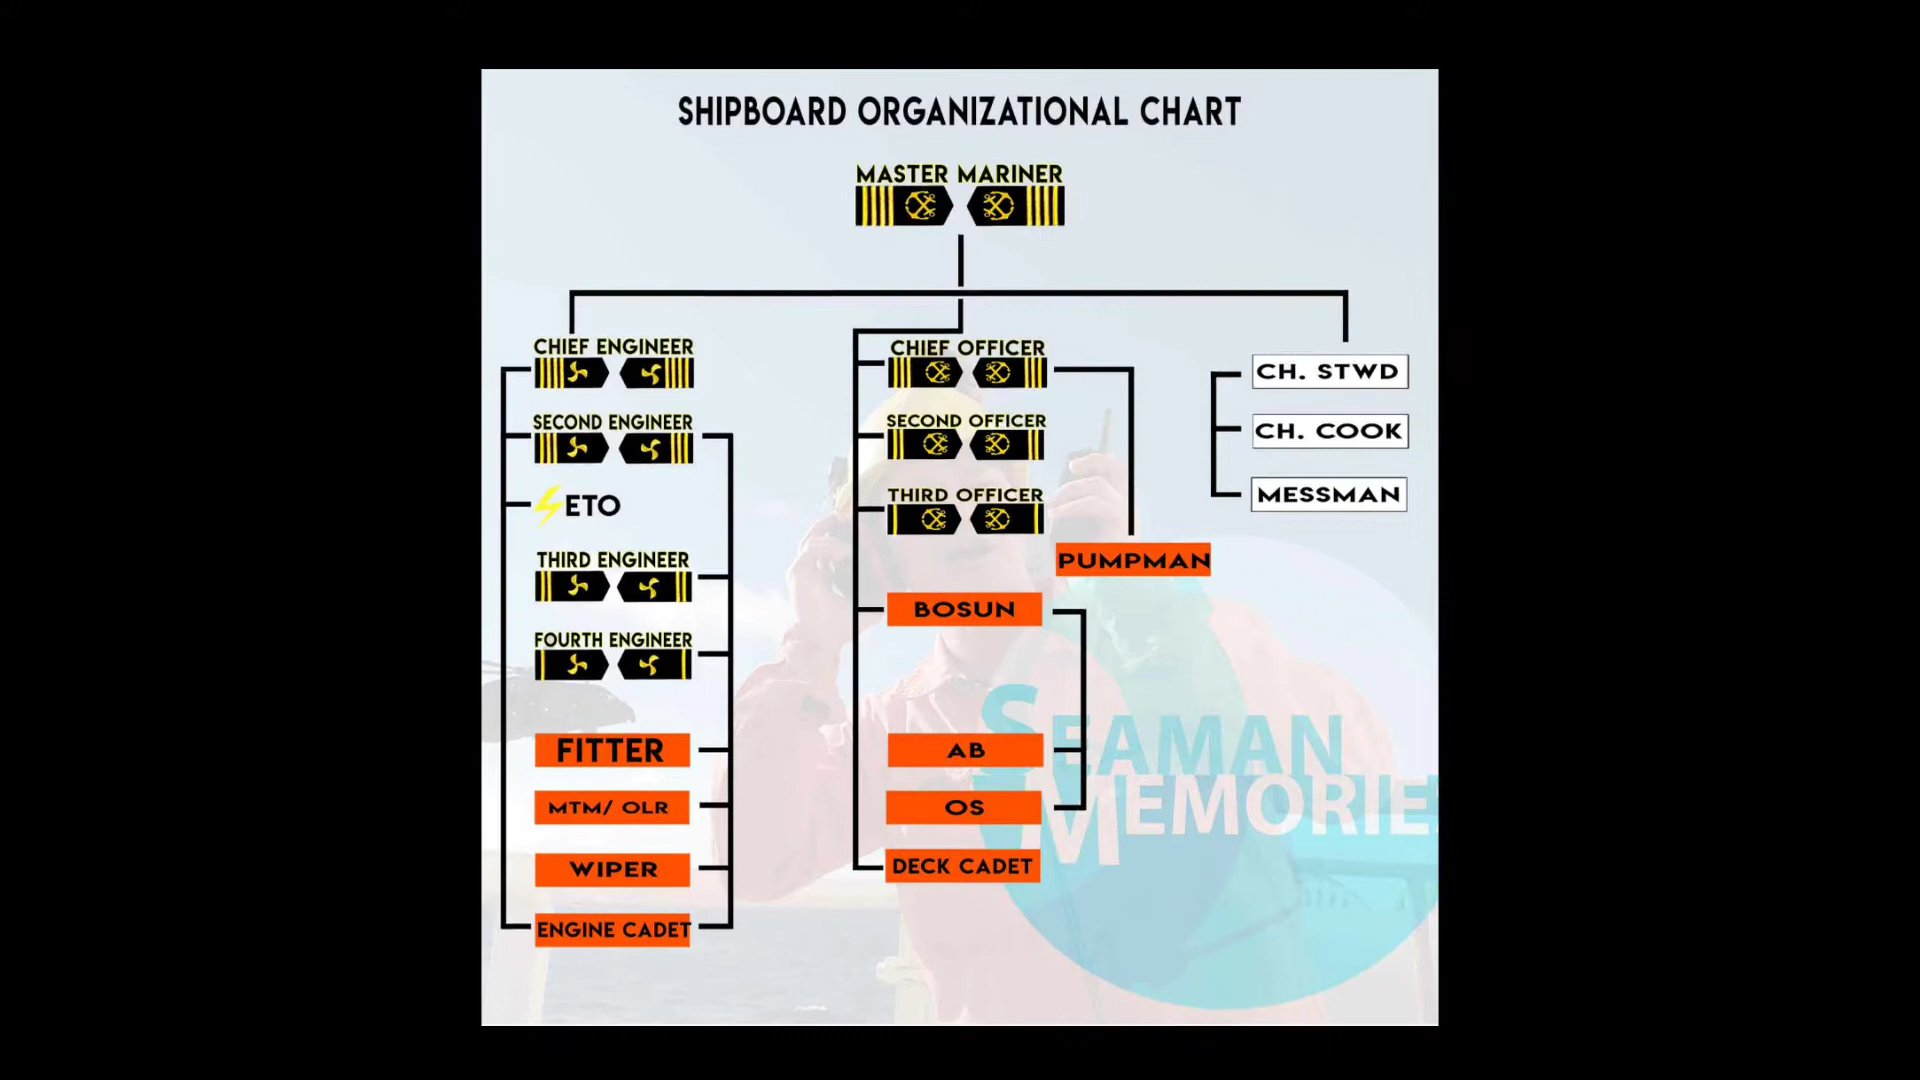 SHIPBOARD ORGANIZATIONAL CHART
MASTER MARINER
CHIEF ENGINEER
SECOND ENGINEER
ETO
THIRD ENGINEER
FOURTH ENGINEER
FITTER
MTM/ OLR
WIPER
ENGINE CADET
CHIEF OFFICER
SECOND OFFICER
THIRD OFFICER
PUMPMAN
BOSUN
AB
OS
DECK CADET
CH. STWD
CH. COOK
MESSMAN
SEAMAN
MEMORIE